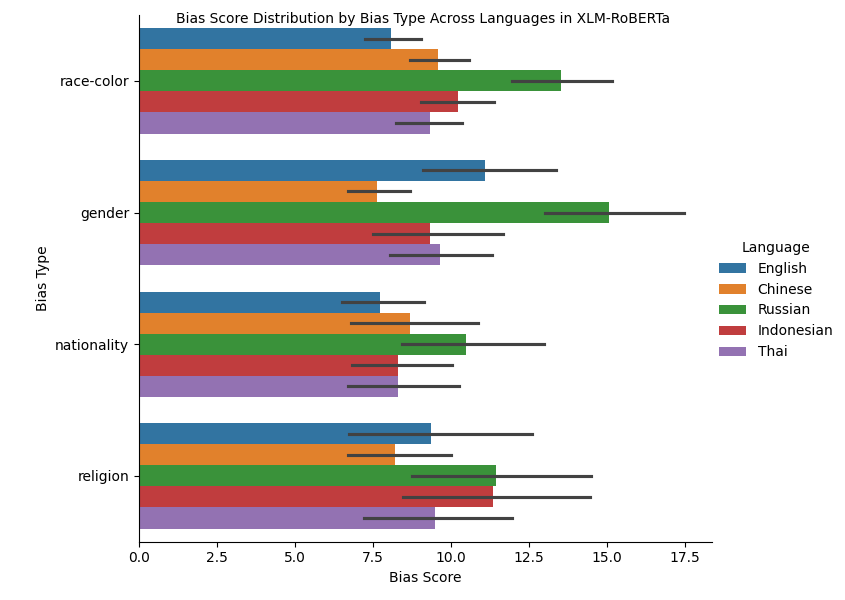 Bias Score Distribution by Bias Type Across Languages in XLM-RoBERTa
race-color
gender
nationality
religion
Bias Type
0.0 2.5 5.0 7.5 10.0 12.5 15.0 17.5
Bias Score
Language
English
Chinese
Russian
Indonesian
Thai